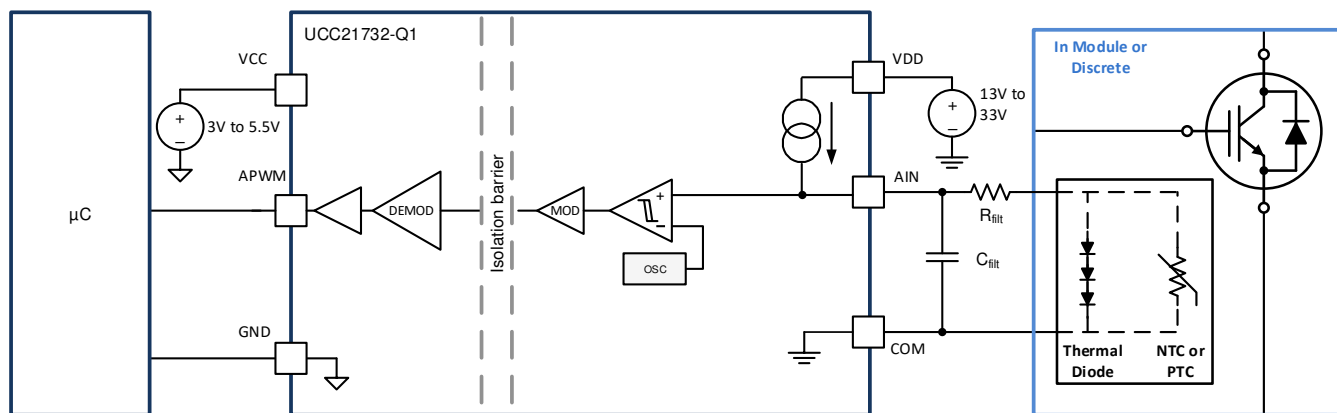 UCC21732-Q1
In Module or
Discrete
VCC
VDD
3V to 5.5V
13V to
33V
Isolation barrier
APWM
AIN
µC
DEMOD
MOD
+
−
OSC
Rfilt
Cfilt
GND
COM
Thermal
Diode
NTC or
PTC